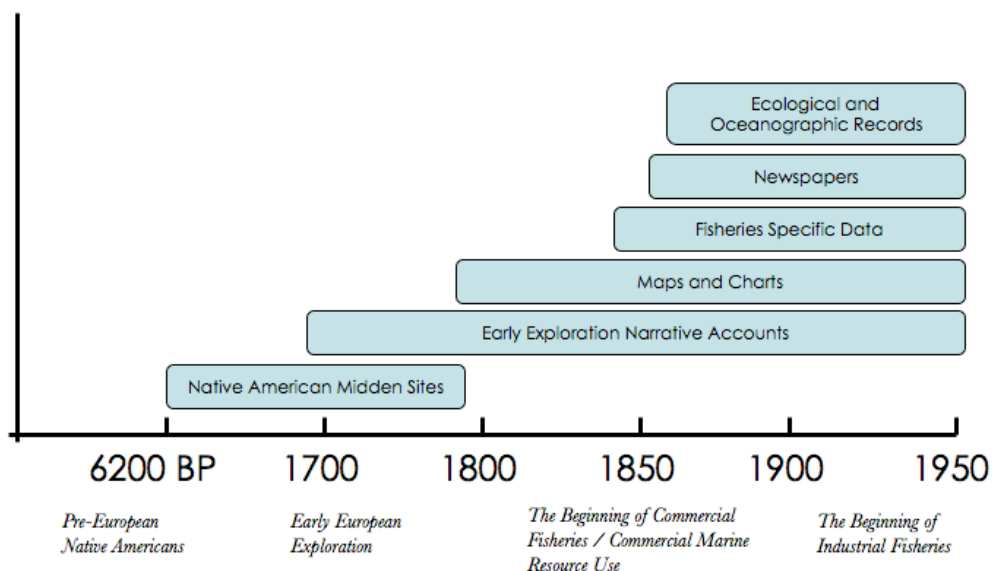 Ecological and
Oceanographic Records
Newspapers
Fisheries Specific Data
Maps and Charts
Early Exploration Narrative Accounts
Native American Midden Sites
6200 BP 1700 1800 1850 1900 1950
Pre-European
Native Americans
Early European
Exploration
The Beginning of Commercial
Fisheries / Commercial Marine
Resource Use
The Beginning of
Industrial Fisheries